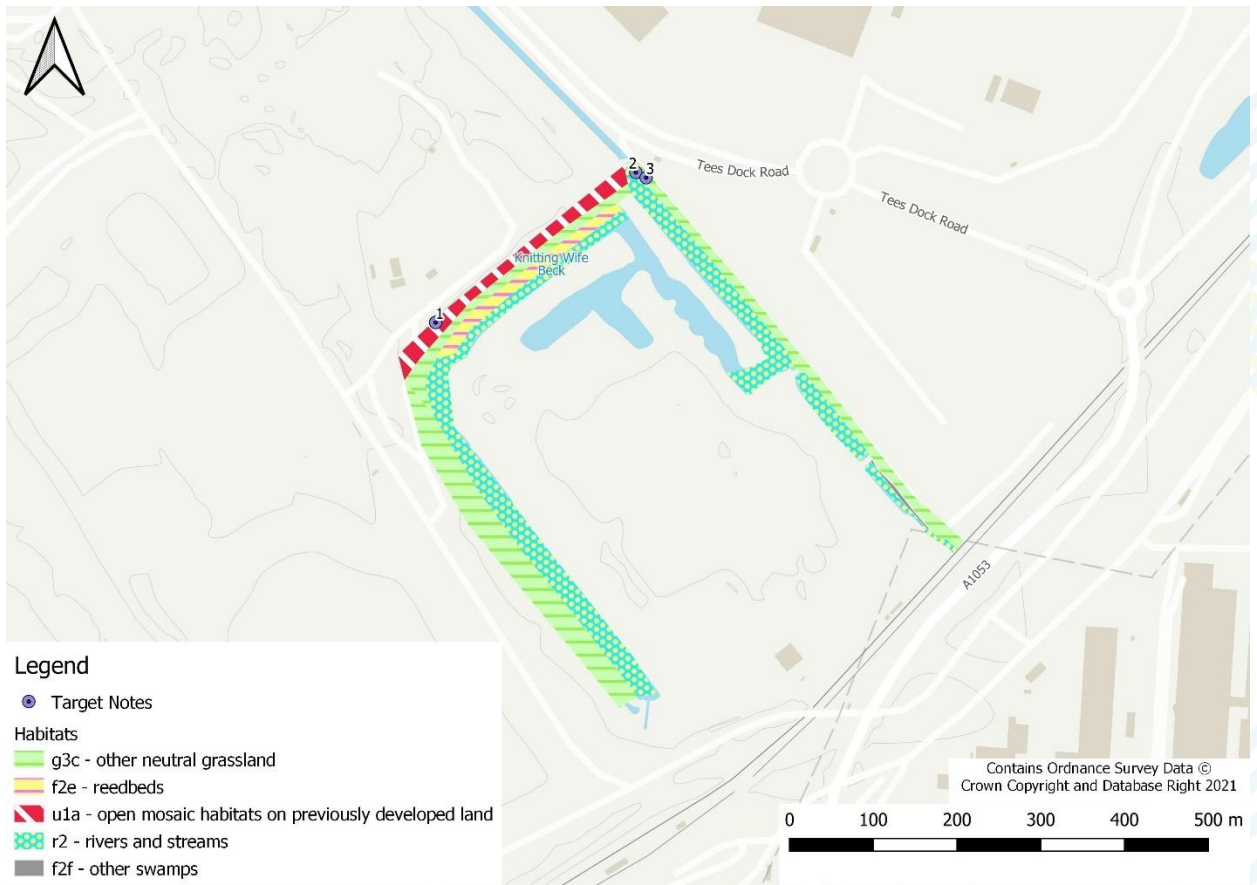 2
3
Tees Dock Road
Tees Dock Road
Knitting Wife
Beck
1
A1053
Legend
Target Notes
Habitats
g3c - other neutral grassland
f2e - reedbeds
u1a - open mosaic habitats on previously developed land
r2 - rivers and streams
f2f - other swamps
Contains Ordnance Survey Data ©
Crown Copyright and Database Right 2021
0 100 200 300 400 500 m